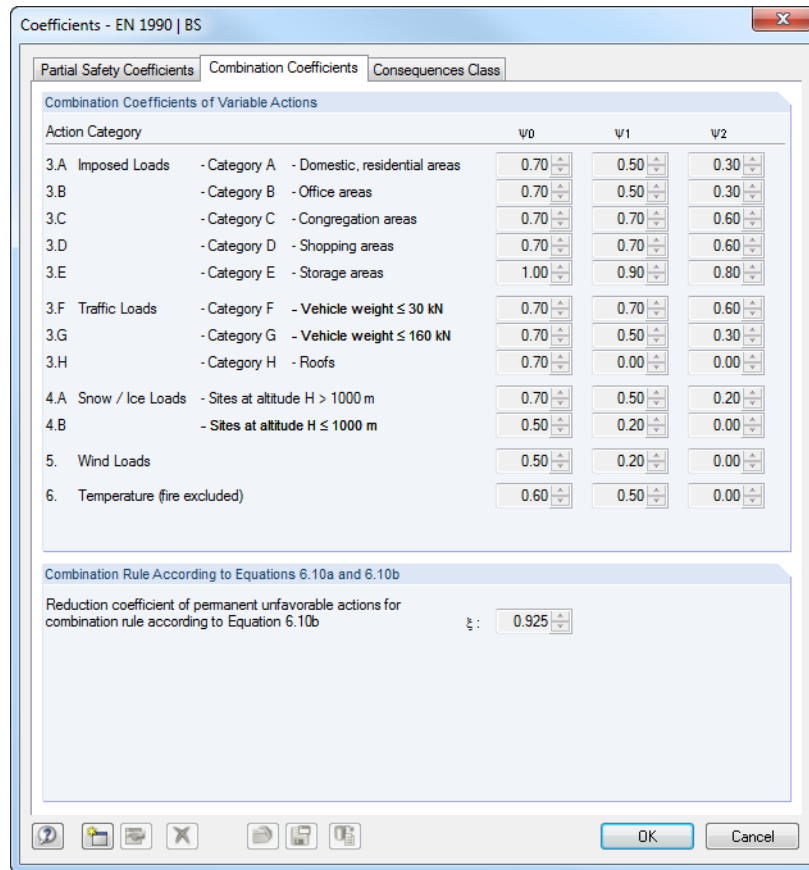 Coefficients - EN 1990 | BS
Partial Safety Coefficients Combination Coefficients Consequences Class
Combination Coefficients of Variable Actions
Action Category Ψ0 Ψ1 Ψ2
3.A Imposed Loads - Category A - Domestic, residential areas 0.70 0.50 0.30
3.B - Category B - Office areas 0.70 0.50 0.30
3.C - Category C - Congregation areas 0.70 0.70 0.60
3.D - Category D - Shopping areas 0.70 0.70 0.60
3.E - Category E - Storage areas 1.00 0.90 0.80
3.F Traffic Loads - Category F – Vehicle weight ≤ 30 kN 0.70 0.70 0.60
3.G - Category G – Vehicle weight ≤ 160 kN 0.70 0.50 0.30
3.H - Category H - Roofs 0.70 0.00 0.00
4.A Snow / Ice Loads - Sites at altitude H > 1000 m 0.70 0.50 0.20
4.B – Sites at altitude H ≤ 1000 m 0.50 0.20 0.00
5. Wind Loads 0.50 0.20 0.00
6. Temperature (fire excluded) 0.60 0.50 0.00
Combination Rule According to Equations 6.10a and 6.10b
Reduction coefficient of permanent unfavorable actions for
combination rule according to Equation 6.10b ξ : 0.925
OK Cancel